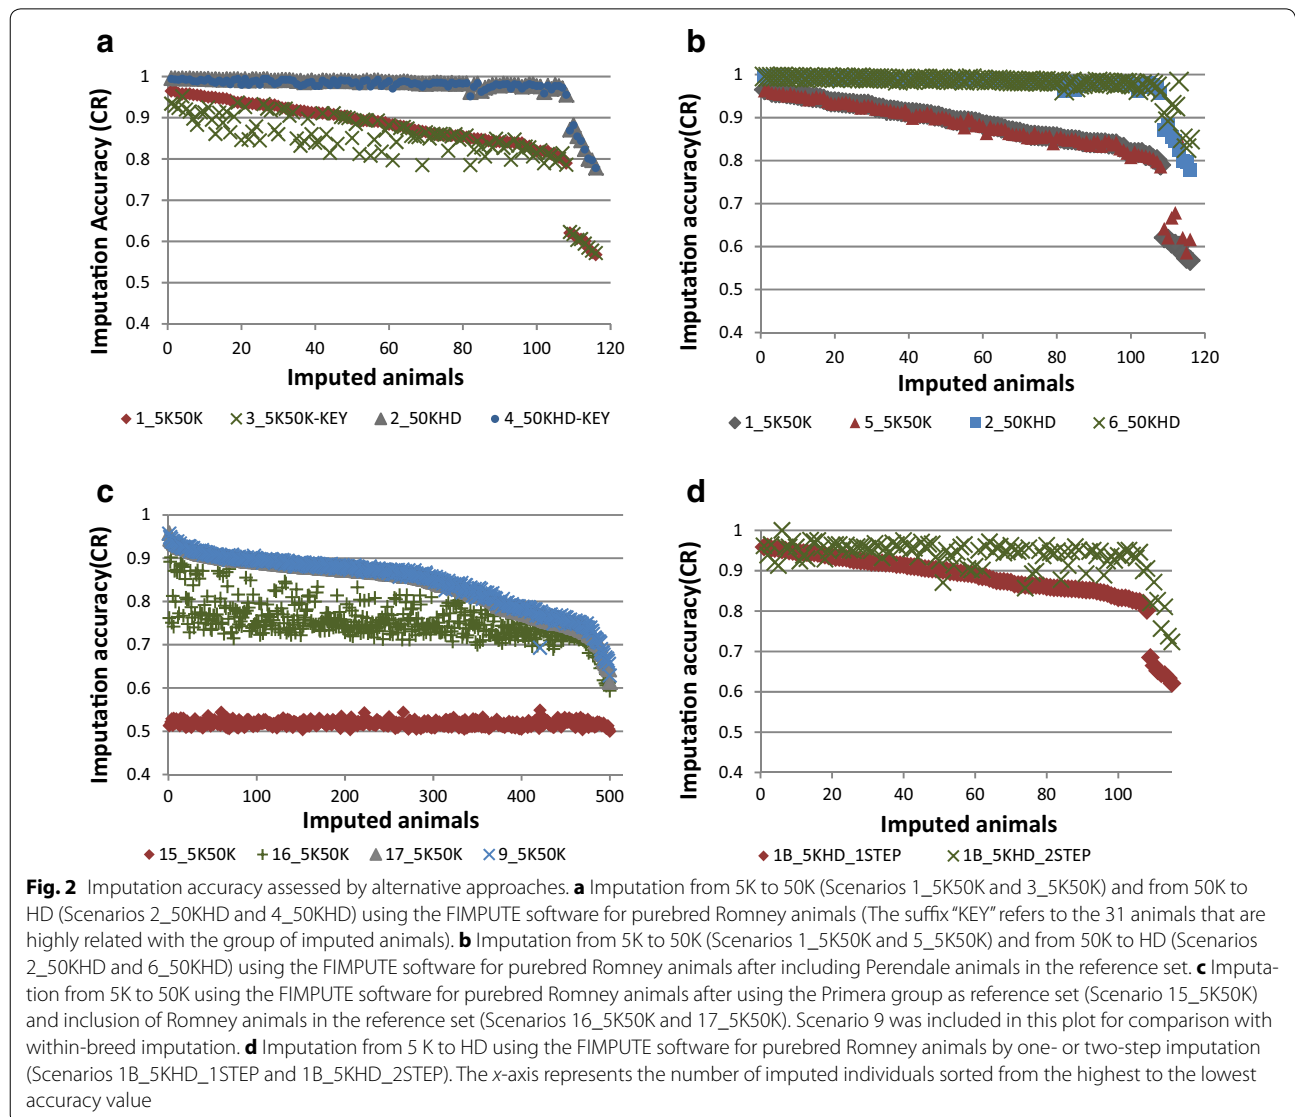 a
Imputation Accuracy (CR)
1
0.9
0.8
0.7
0.6
0.5
0.4
0 20 40 60 80 100 120
Imputed animals
1_5K50K 3_5K50K-KEY 2_50KHD 4_50KHD-KEY
b
Imputation accuracy(CR)
1
0.9
0.8
0.7
0.6
0.5
0.4
0 20 40 60 80 100 120
Imputed animals
1_5K50K 5_5K50K 2_50KHD 6_50KHD
c
Imputation accuracy(CR)
1
0.9
0.8
0.7
0.6
0.5
0.4
0 100 200 300 400 500
Imputed animals
15_5K50K 16_5K50K 17_5K50K 9_5K50K
d
Imputation accuracy(CR)
1
0.9
0.8
0.7
0.6
0.5
0.4
0 20 40 60 80 100
Imputed animals
1B_5KHD_1STEP 1B_5KHD_2STEP
Fig. 2 Imputation accuracy assessed by alternative approaches. a Imputation from 5K to 50K (Scenarios 1_5K50K and 3_5K50K) and from 50K to
HD (Scenarios 2_50KHD and 4_50KHD) using the FIMPUTE software for purebred Romney animals (The suffix “KEY” refers to the 31 animals that are
highly related with the group of imputed animals). b Imputation from 5K to 50K (Scenarios 1_5K50K and 5_5K50K) and from 50K to HD (Scenarios
2_50KHD and 6_50KHD) using the FIMPUTE software for purebred Romney animals after including Perendale animals in the reference set. c Imputa-
tion from 5K to 50K using the FIMPUTE software for purebred Romney animals after using the Primera group as reference set (Scenario 15_5K50K)
and inclusion of Romney animals in the reference set (Scenarios 16_5K50K and 17_5K50K). Scenario 9 was included in this plot for comparison with
within-breed imputation. d Imputation from 5 K to HD using the FIMPUTE software for purebred Romney animals by one- or two-step imputation
(Scenarios 1B_5KHD_1STEP and 1B_5KHD_2STEP). The x-axis represents the number of imputed individuals sorted from the highest to the lowest
accuracy value